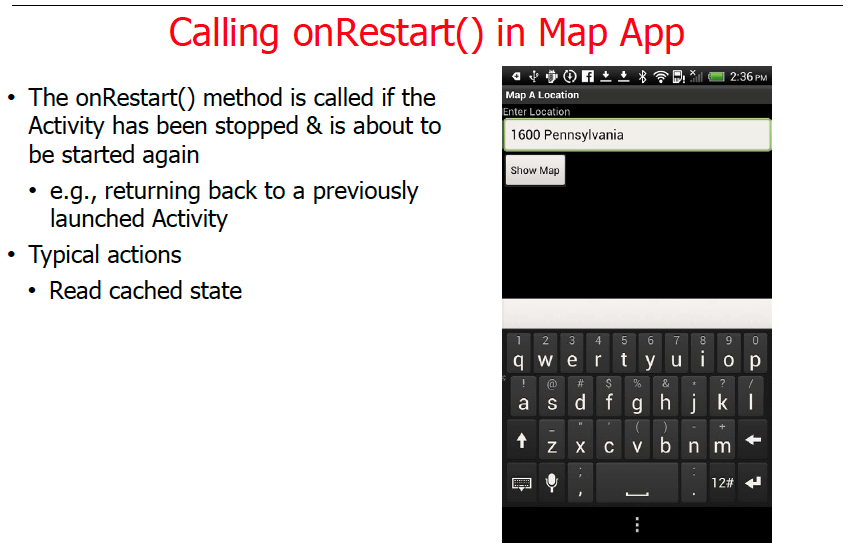 Calling onRestart() in Map App
• The onRestart() method is called if the
Activity has been stopped & is about to
be started again
• e.g., returning back to a previously
launched Activity
• Typical actions
• Read cached state
2:36 PM
Map A Location
Enter Location
1600 Pennsylvania
Show Map
1 2 3 4 5 6 7 8 9 0
q w e r t y u i o p
! @ # $ % & * ? /
a s d f g h j k l
_ " ' ( ) - +
z x c v b n m
; :
, . 12#